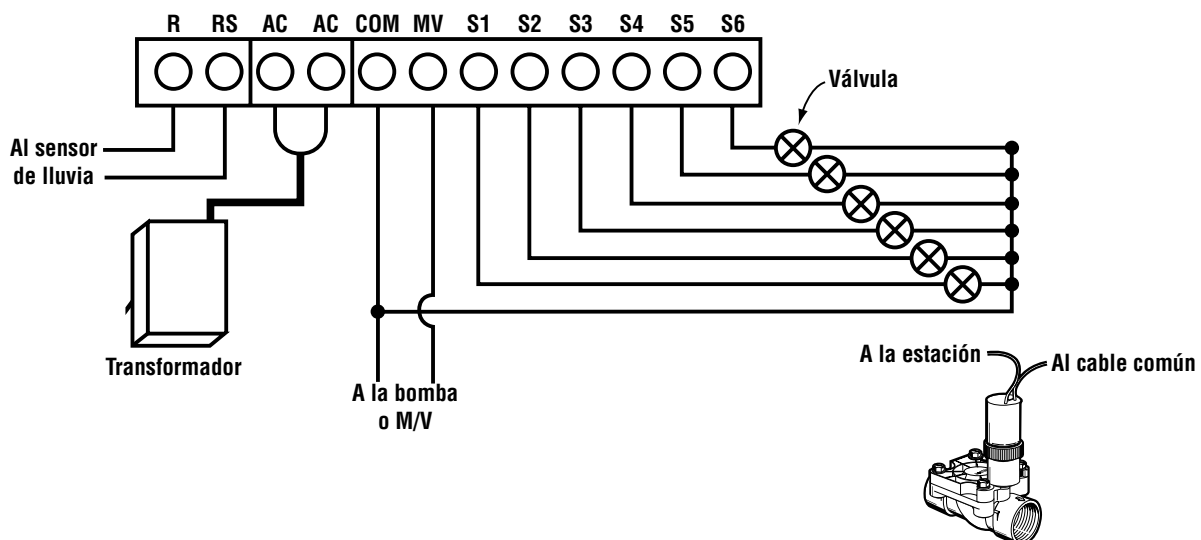 R RS AC AC COM MV S1 S2 S3 S4 S5 S6
Válvula
Al sensor
de lluvia
Transformador
A la bomba
o M/V
A la estación
Al cable común